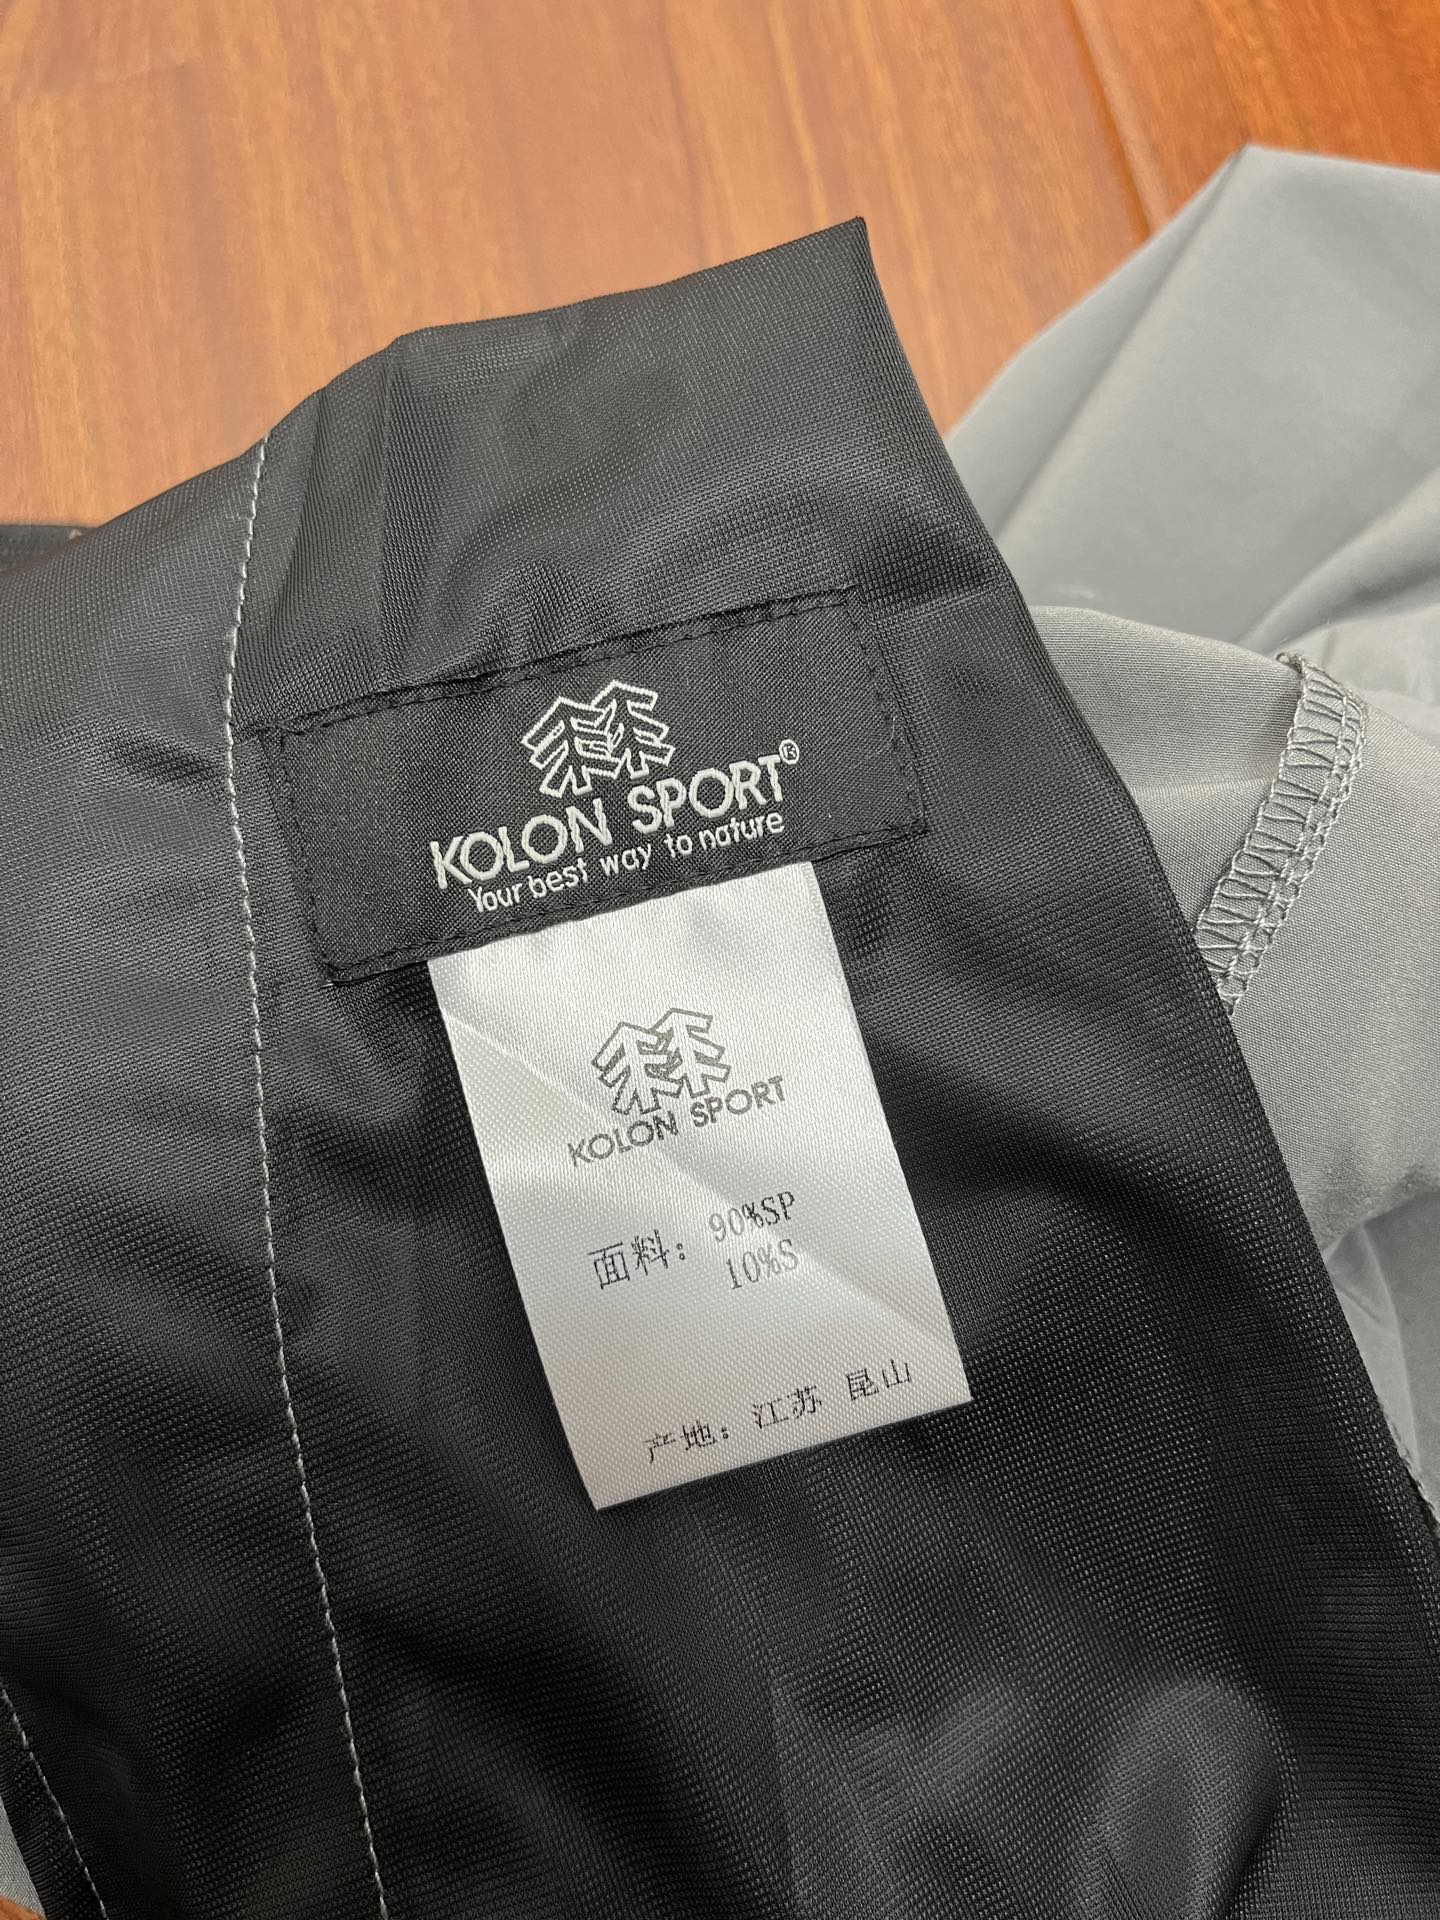 KOLON SPORT®
Your best way to nature
KOLON SPORT
面料： 90%SP
10%S
产地：江苏 昆山